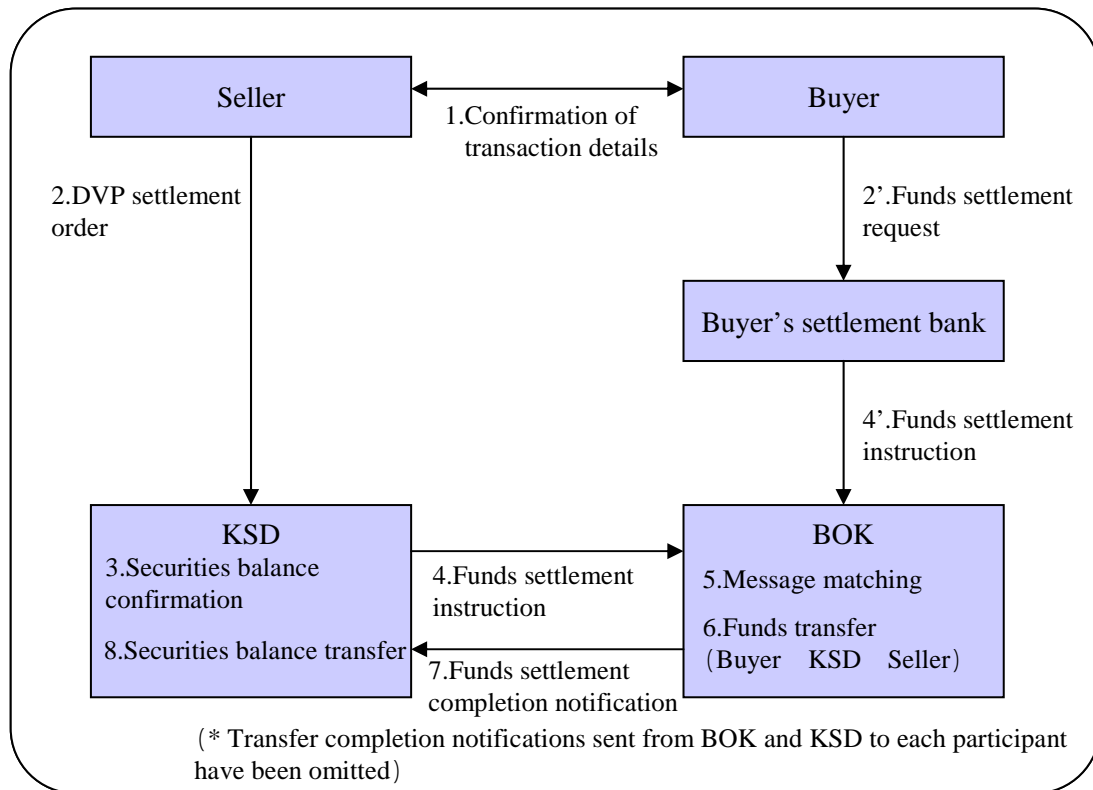 Seller
Buyer
1.Confirmation of
transaction details
2.DVP settlement
order
2’.Funds settlement
request
Buyer’s settlement bank
4’.Funds settlement
instruction
KSD
3.Securities balance
confirmation
8.Securities balance transfer
4.Funds settlement
instruction
7.Funds settlement
completion notification
BOK
5.Message matching
6.Funds transfer
(Buyer KSD Seller)
(* Transfer completion notifications sent from BOK and KSD to each participant
have been omitted)